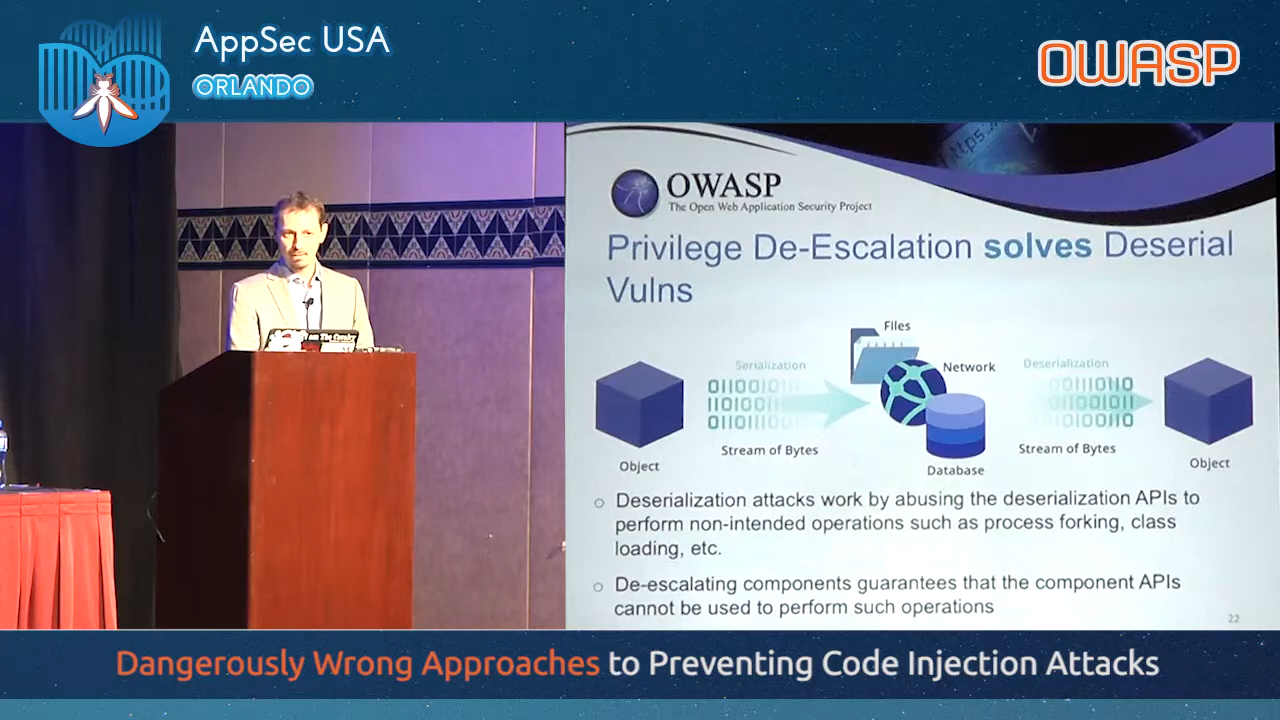 AppSec USA
ORLANDO
OWASP
https:
OWASP
The Open Web Application Security Project
Privilege De-Escalation solves Deserial
Vulns
Files
Serialization
Network
Deserialization
Stream of Bytes
Stream of Bytes
Object
Database
Object
Deserialization attacks work by abusing the deserialization APIs to
perform non-intended operations such as process forking, class
loading, etc.
De-escalating components guarantees that the component APIs
cannot be used to perform such operations
22
Dangerously Wrong Approaches to Preventing Code Injection Attacks